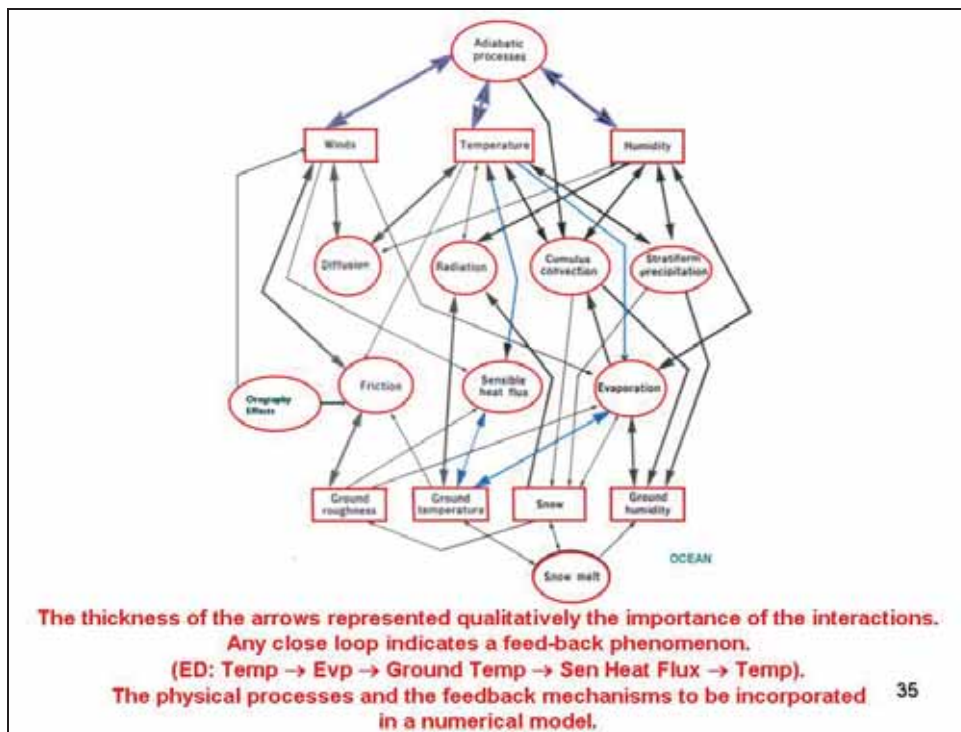 Adiabatic
processes
Winds
Temperature
Humidity
Diffusion
Radiation
Cumulus
convection
Stratiform
precipitation
Orography
Effects
Friction
Sensible
heat flux
Evaporation
Ground
roughness
Ground
temperature
Snow
Ground
humidity
Snow melt
OCEAN
The thickness of the arrows represented qualitatively the importance of the interactions.
Any close loop indicates a feed-back phenomenon.
(ED: Temp → Evp → Ground Temp → Sen Heat Flux → Temp).
The physical processes and the feedback mechanisms to be incorporated
in a numerical model.
35